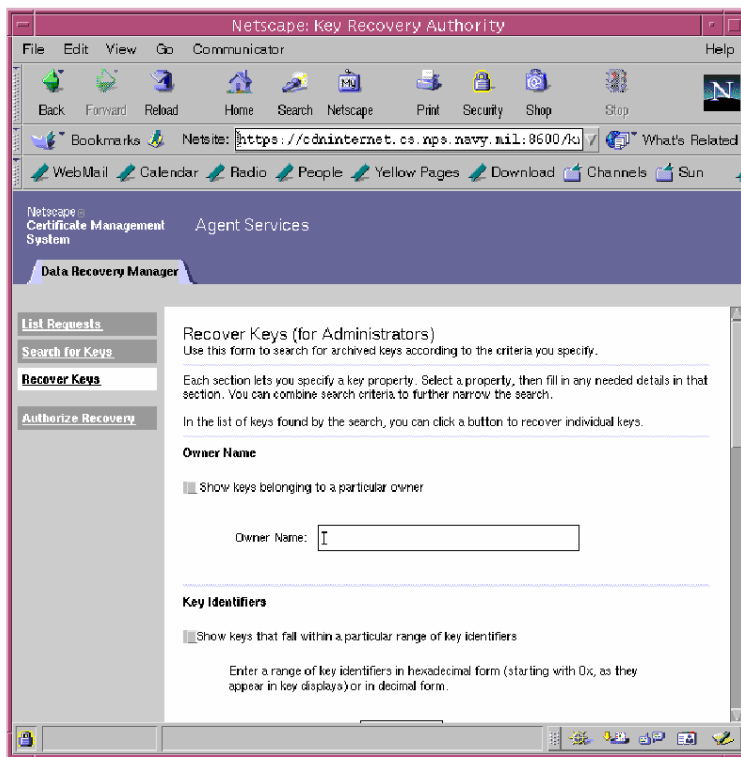 Netscape: Key Recovery Authority
File Edit View Go Communicator Help
Back Forward Reload Home Search Netscape Print Security Shop Stop
My
N
Bookmarks Netsite: https://cdninternet.cs.nps.navy.mil:8600/k What's Related
WebMail Calendar Radio People Yellow Pages Download Channels Sun
Netscape
Certificate Management
System
Agent Services
Data Recovery Manager
List Requests
Search for Keys
Recover Keys
Authorize Recovery
Recover Keys (for Administrators)
Use this form to search for archived keys according to the criteria you specify.
Each section lets you specify a key property. Select a property, then fill in any needed details in that
section. You can combine search criteria to further narrow the search.
In the list of keys found by the search, you can click a button to recover individual keys.
Owner Name
Show keys belonging to a particular owner
Owner Name:
Key Identifiers
Show keys that fall within a particular range of key identifiers
Enter a range of key identifiers in hexadecimal form (starting with 0x, as they
appear in key displays) or in decimal form.